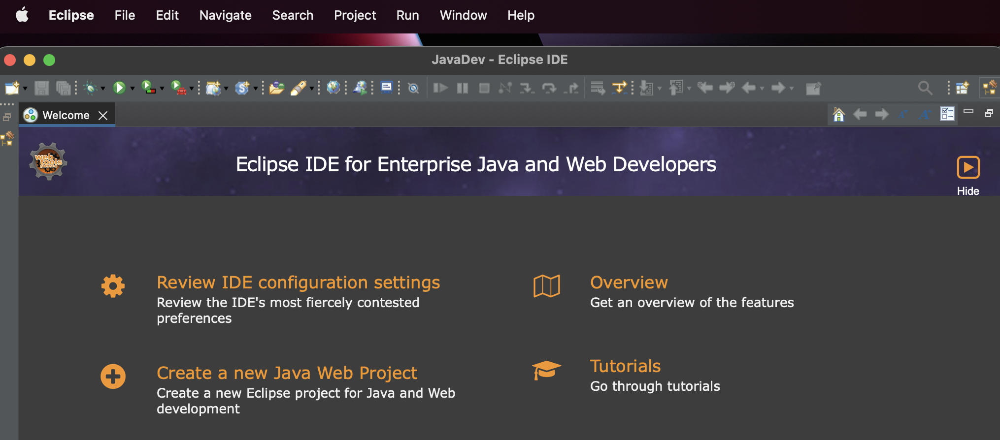 Eclipse File Edit Navigate Search Project Run Window Help
JavaDev - Eclipse IDE
Welcome
web
tools
platform
Eclipse IDE for Enterprise Java and Web Developers
Hide
Review IDE configuration settings
Review the IDE's most fiercely contested
preferences
Overview
Get an overview of the features
Create a new Java Web Project
Create a new Eclipse project for Java and Web
development
Tutorials
Go through tutorials